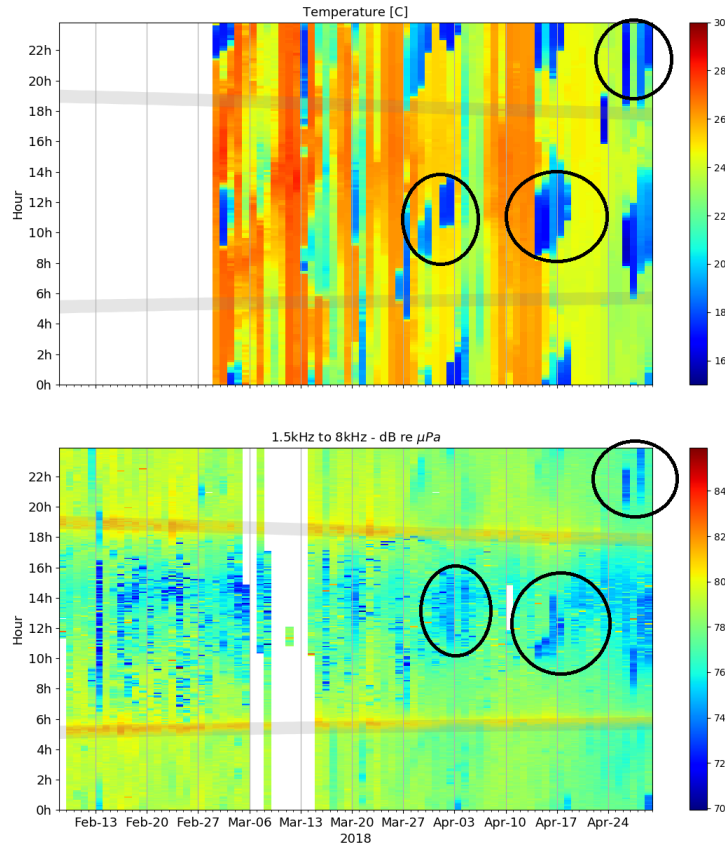 Temperature [C]
22h
20h
18h
16h
14h
12h
10h
8h
6h
4h
2h
0h
Hour
30
28
26
24
22
20
18
16
1.5kHz to 8kHz - dB re μPa
22h
20h
18h
16h
14h
12h
10h
8h
6h
4h
2h
0h
Hour
84
82
80
78
76
74
72
70
Feb-13 Feb-20 Feb-27 Mar-06 Mar-13 Mar-20 Mar-27 Apr-03 Apr-10 Apr-17 Apr-24
2018